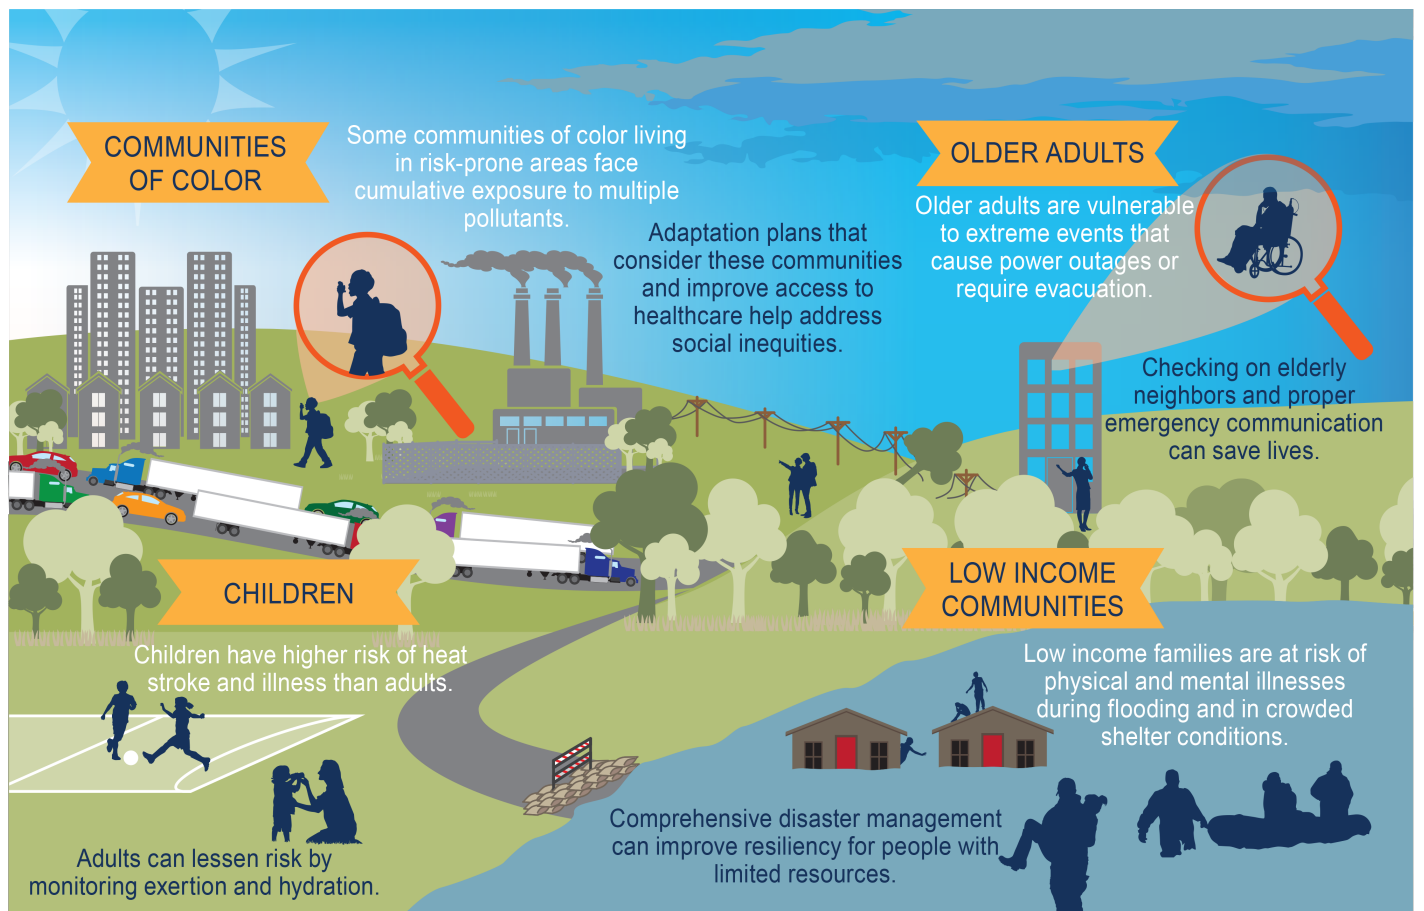 COMMUNITIES
OF COLOR
Some communities of color living
in risk-prone areas face
cumulative exposure to multiple
pollutants.
Adaptation plans that
consider these communities
and improve access to
healthcare help address
social inequities.
OLDER ADULTS
Older adults are vulnerable
to extreme events that
cause power outages or
require evacuation.
Checking on elderly
neighbors and proper
emergency communication
can save lives.
CHILDREN
Children have higher risk of heat
stroke and illness than adults.
Adults can lessen risk by
monitoring exertion and hydration.
LOW INCOME
COMMUNITIES
Low income families are at risk of
physical and mental illnesses
during flooding and in crowded
shelter conditions.
Comprehensive disaster management
can improve resiliency for people with
limited resources.